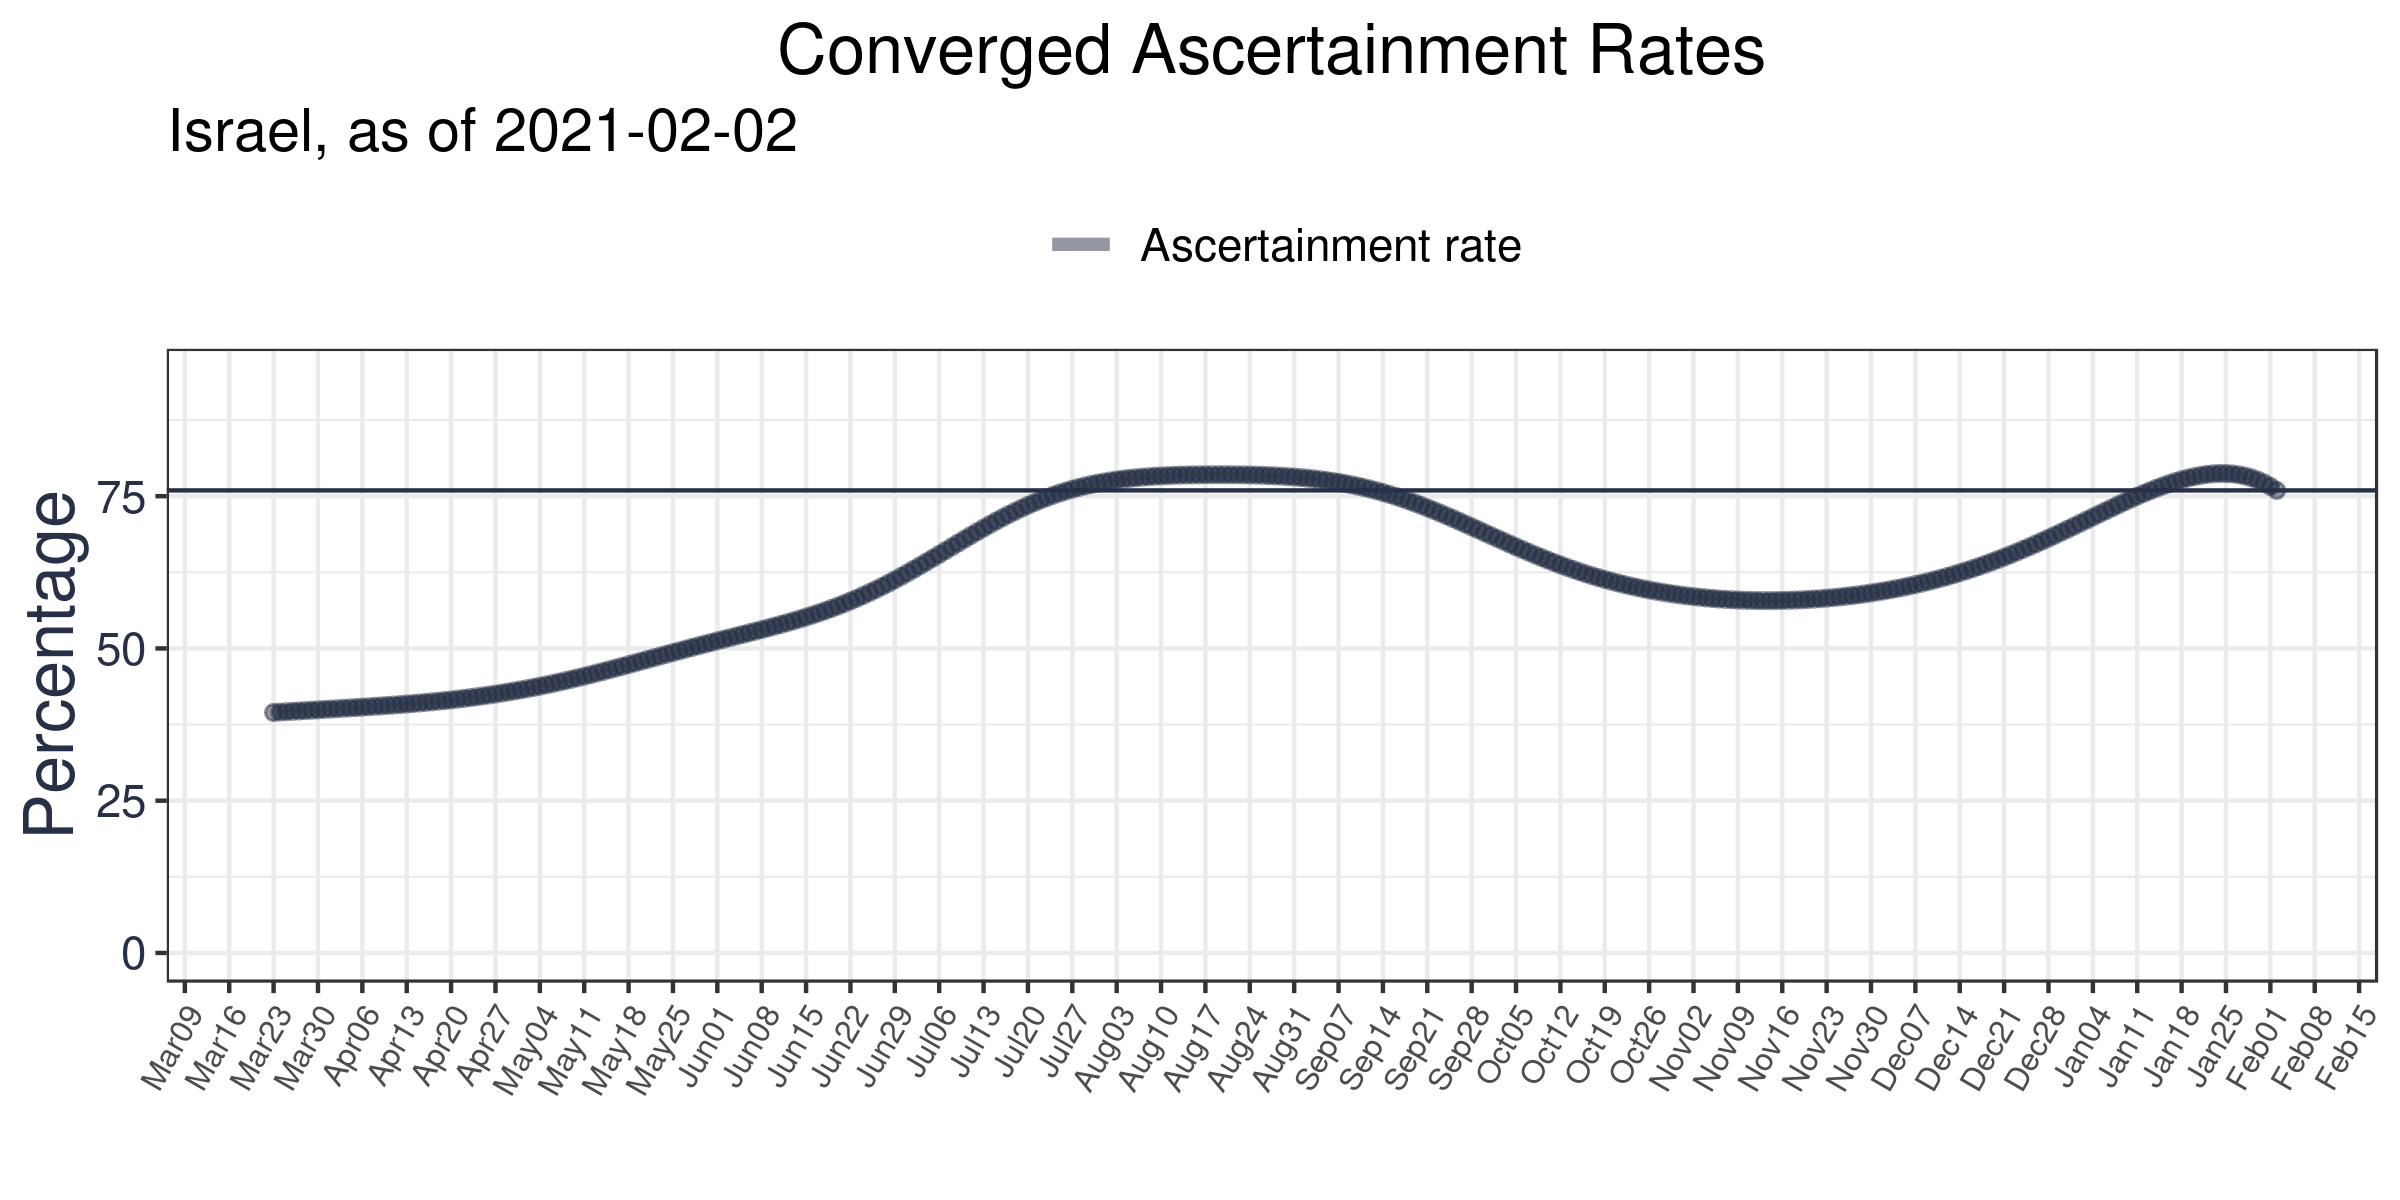 Converged Ascertainment Rates
Israel, as of 2021-02-02
Ascertainment rate
Percentage
75
50
25
0
Mar09
Mar16
Mar23
Mar30
Apr06
Apr13
Apr20
Apr27
May04
May11
May18
May25
Jun01
Jun08
Jun15
Jun22
Jun29
Jul06
Jul13
Jul20
Jul27
Aug03
Aug10
Aug17
Aug24
Aug31
Sep07
Sep14
Sep21
Sep28
Oct05
Oct12
Oct19
Oct26
Nov02
Nov09
Nov16
Nov23
Nov30
Dec07
Dec14
Dec21
Dec28
Jan04
Jan11
Jan18
Jan25
Feb01
Feb08
Feb15